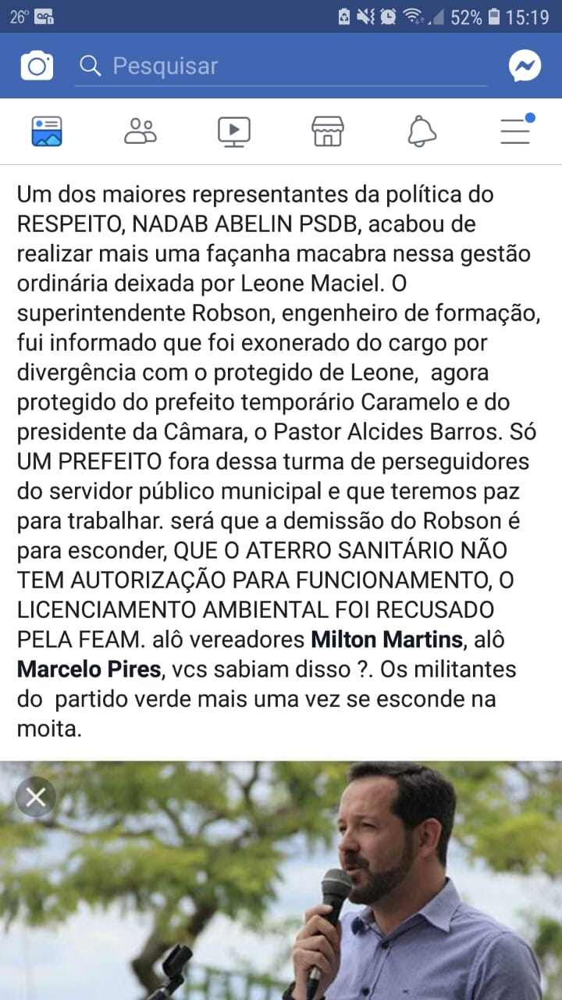 26°
52% 15:19
Pesquisar
Um dos maiores representantes da política do
RESPEITO, NADAB ABELIN PSDB, acabou de
realizar mais uma façanha macabra nessa gestão
ordinária deixada por Leone Maciel. O
superintendente Robson, engenheiro de formação,
fui informado que foi exonerado do cargo por
divergência com o protegido de Leone,  agora
protegido do prefeito temporário Caramelo e do
presidente da Câmara, o Pastor Alcides Barros. Só
UM PREFEITO fora dessa turma de perseguidores
do servidor público municipal e que teremos paz
para trabalhar. será que a demissão do Robson é
para esconder, QUE O ATERRO SANITÁRIO NÃO
TEM AUTORIZAÇÃO PARA FUNCIONAMENTO, O
LICENCIAMENTO AMBIENTAL FOI RECUSADO
PELA FEAM. alô vereadores Milton Martins, alô
Marcelo Pires, vcs sabiam disso ?. Os militantes
do  partido verde mais uma vez se esconde na
moita.